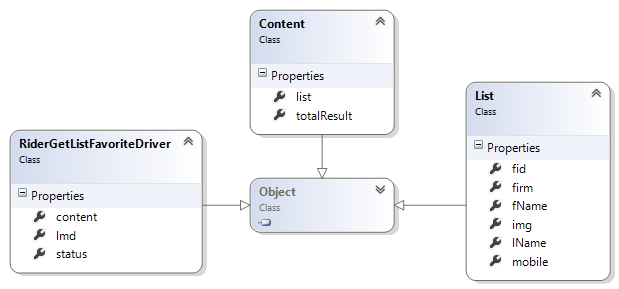 Content
Class
Properties
list
totalResult
RiderGetListFavoriteDriver
Class
Properties
content
lmd
status
Object
Class
List
Class
Properties
fid
firm
fName
img
lName
mobile